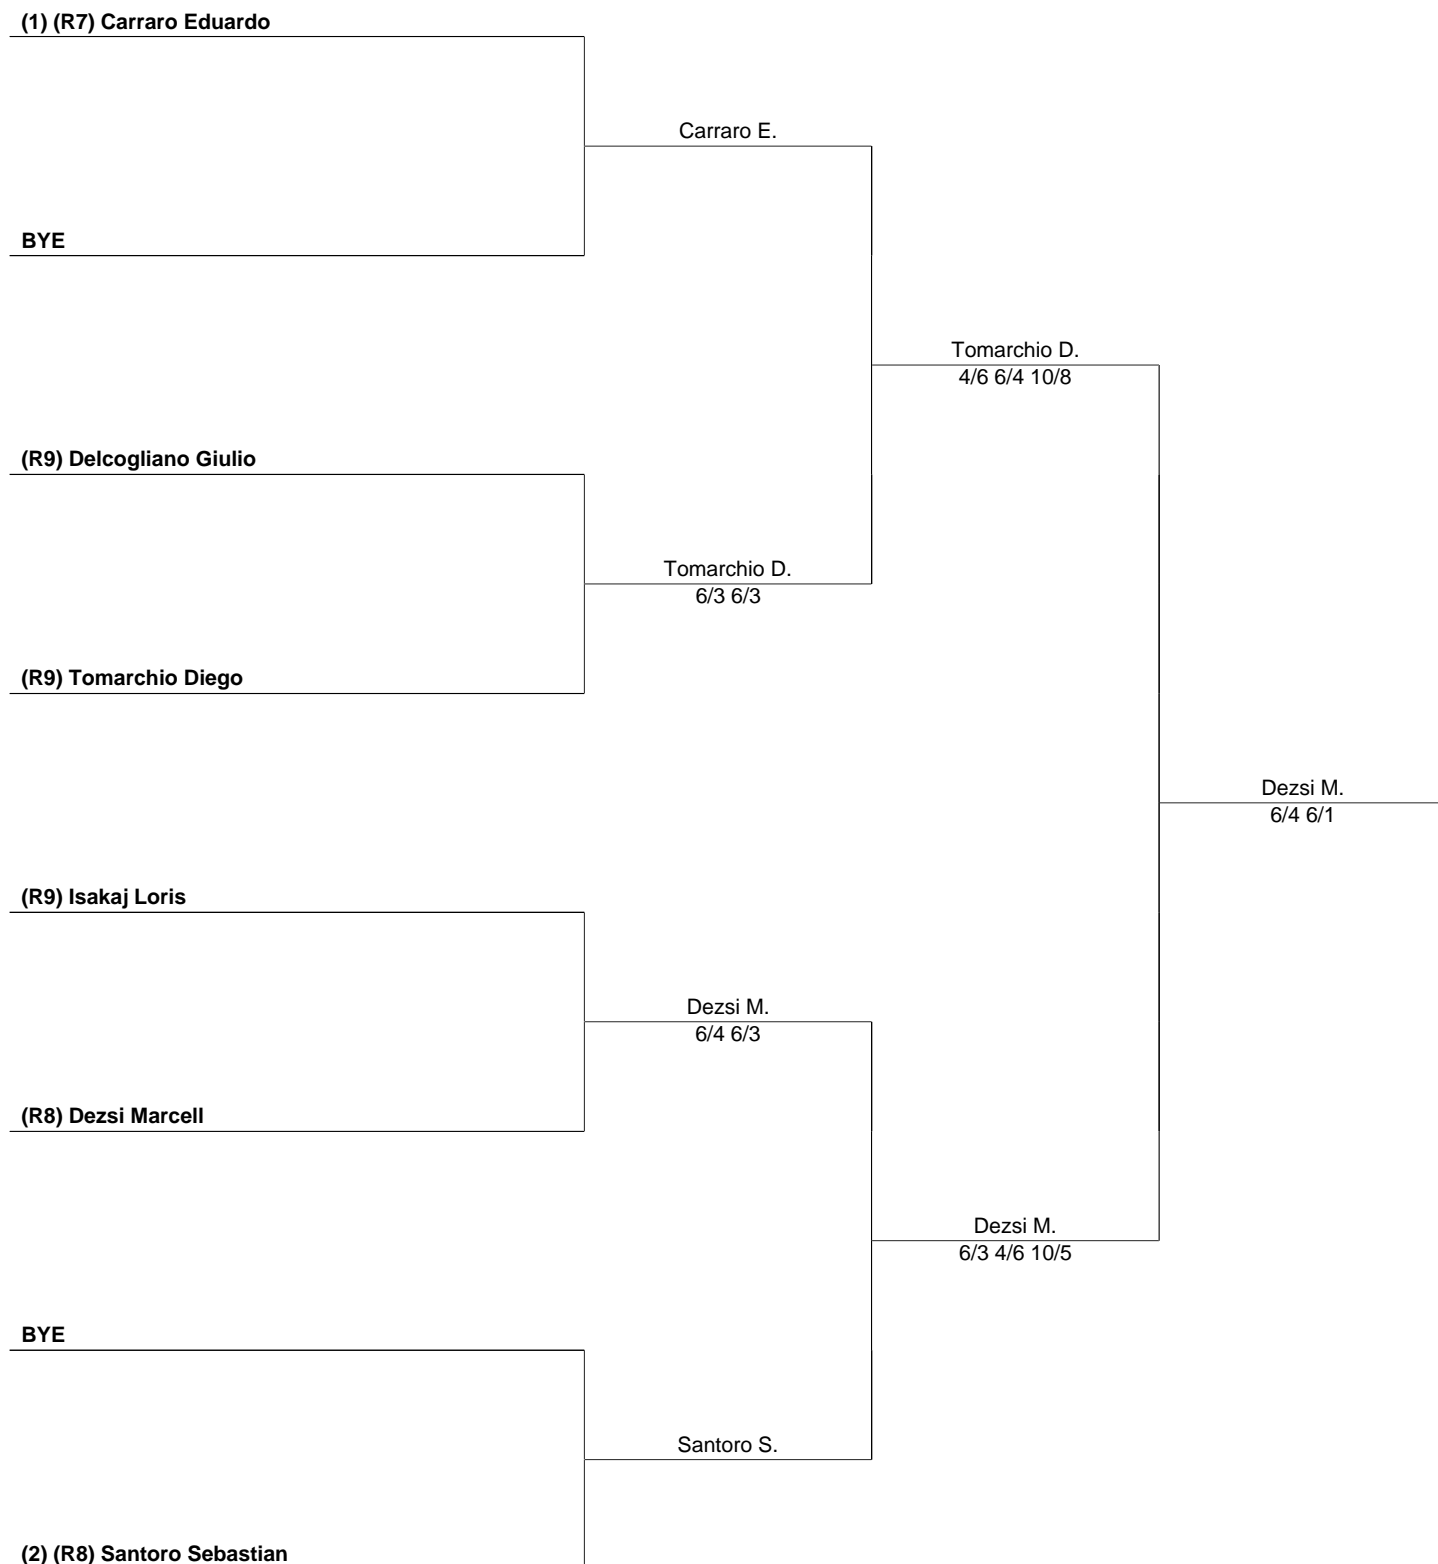 (1) (R7) Carraro Eduardo
Carraro E.
BYE
Tomarchio D.
4/6 6/4 10/8
(R9) Delcogliano Giulio
Tomarchio D.
6/3 6/3
(R9) Tomarchio Diego
Dezsi M.
6/4 6/1
(R9) Isakaj Loris
Dezsi M.
6/4 6/3
(R8) Dezsi Marcell
Dezsi M.
6/3 4/6 10/5
BYE
Santoro S.
(2) (R8) Santoro Sebastian